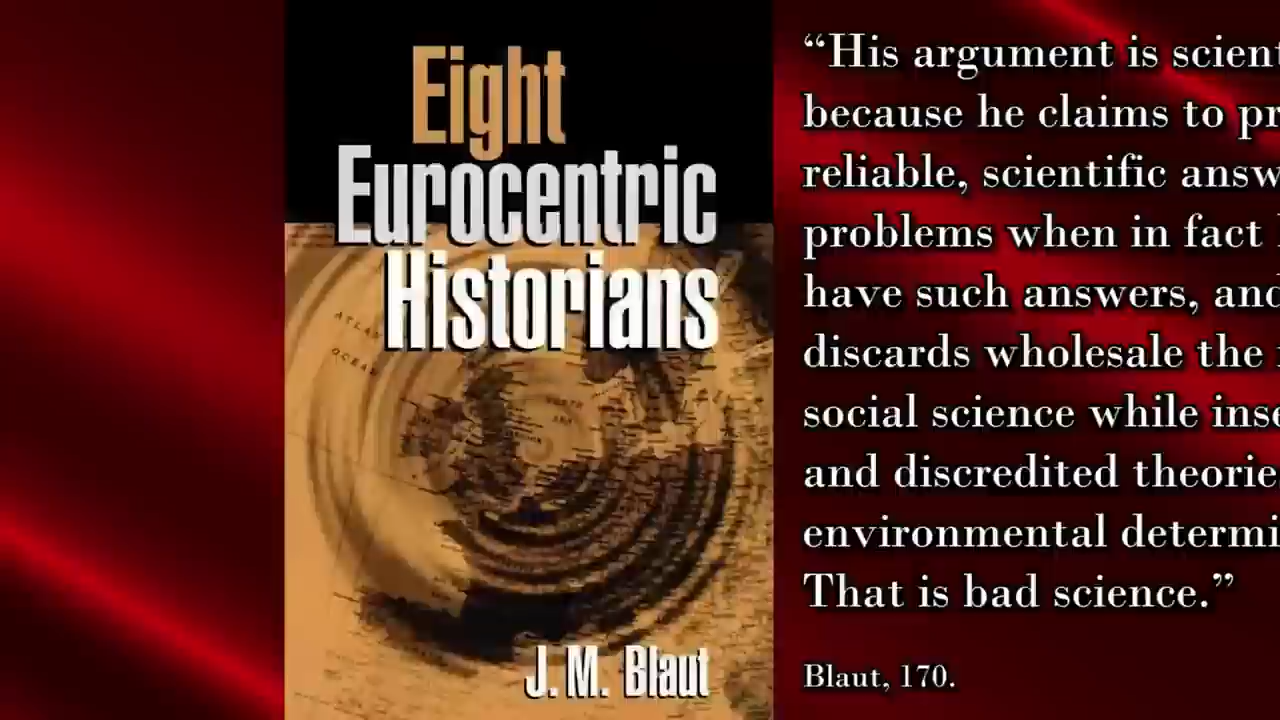 Eight
Eurocentric
Historians
ATLA
OCEAN
J. M. Blaut
“His argument is scient
because he claims to pr
reliable, scientific answ
problems when in fact
have such answers, and
discards wholesale the
social science while inse
and discredited theorie
environmental determi
That is bad science.”
Blaut, 170.